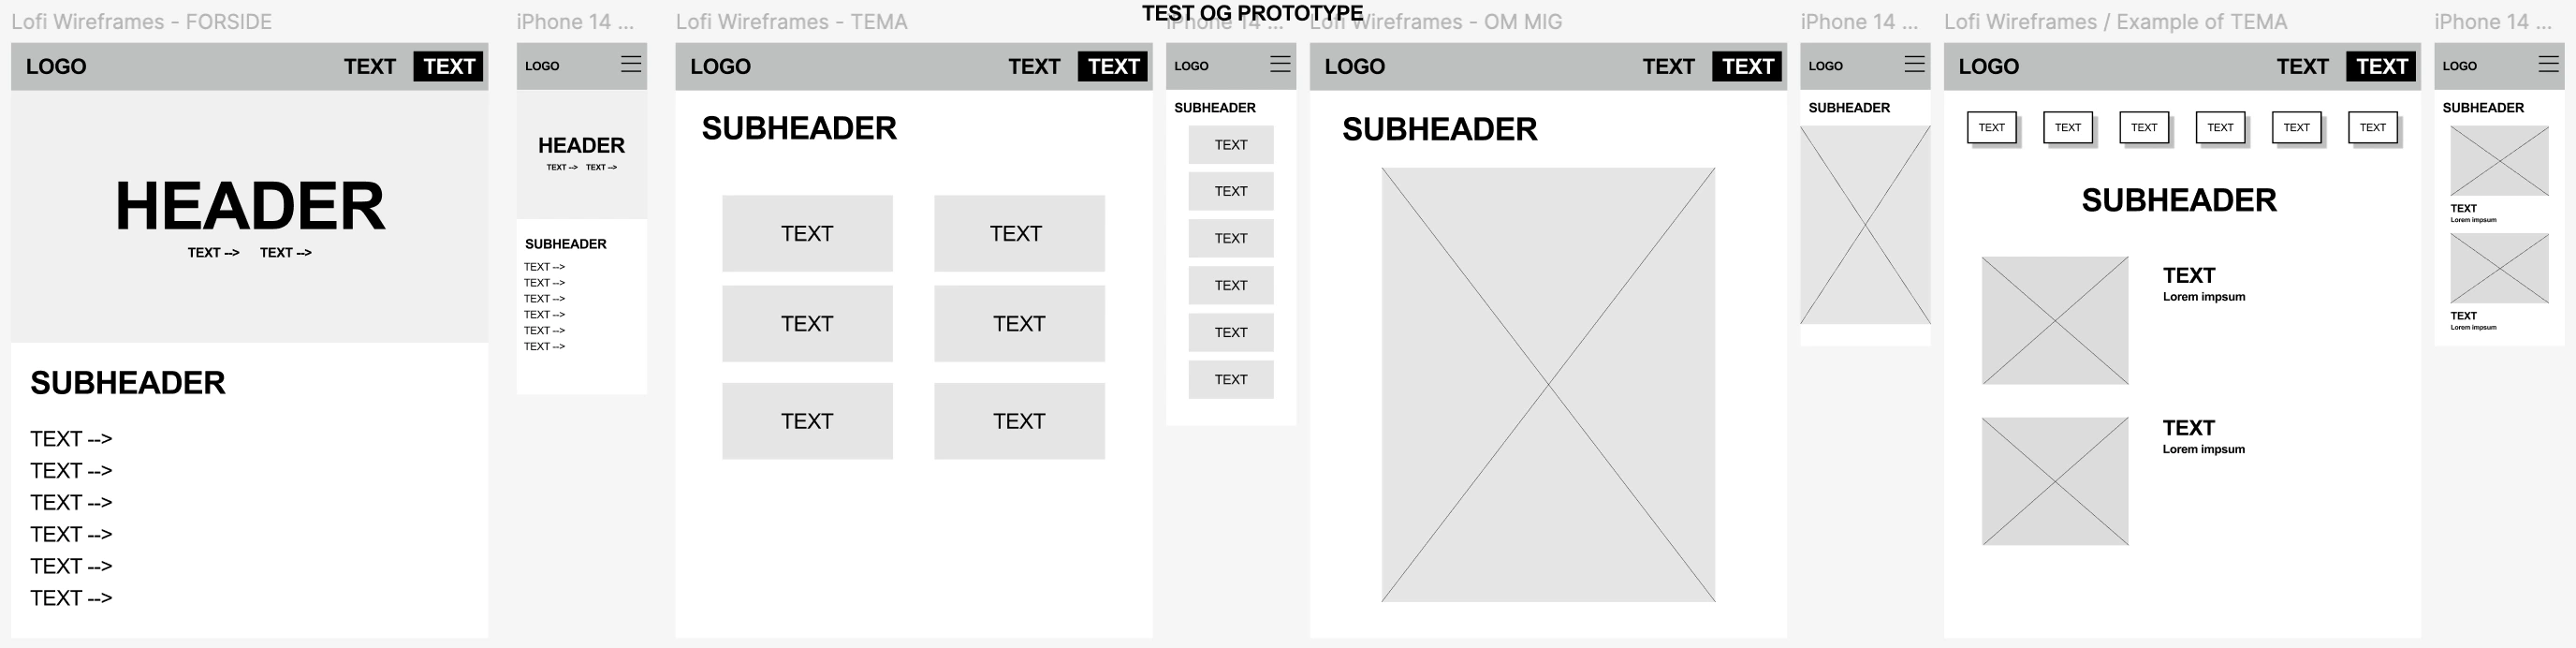 TEST OG PROTOTYPE
Lofi Wireframes - FORSIDE
LOGO
TEXT
TEXT
HEADER
TEXT --> TEXT -->
SUBHEADER
TEXT -->
TEXT -->
TEXT -->
TEXT -->
TEXT -->
TEXT -->
iPhone 14 ...
LOGO
HEADER
TEXT --> TEXT -->
SUBHEADER
TEXT -->
TEXT -->
TEXT -->
TEXT -->
TEXT -->
TEXT -->
Lofi Wireframes - TEMA
LOGO
TEXT
TEXT
SUBHEADER
TEXT
TEXT
TEXT
TEXT
TEXT
TEXT
iPhone 14 ...
LOGO
SUBHEADER
TEXT
TEXT
TEXT
TEXT
TEXT
TEXT
Lofi Wireframes - OM MIG
LOGO
TEXT
TEXT
SUBHEADER
iPhone 14 ...
LOGO
SUBHEADER
Lofi Wireframes / Example of TEMA
LOGO
TEXT
TEXT
TEXT
TEXT
TEXT
TEXT
TEXT
TEXT
SUBHEADER
TEXT
Lorem impsum
TEXT
Lorem impsum
iPhone 14 ...
LOGO
SUBHEADER
TEXT
Lorem impsum
TEXT
Lorem impsum